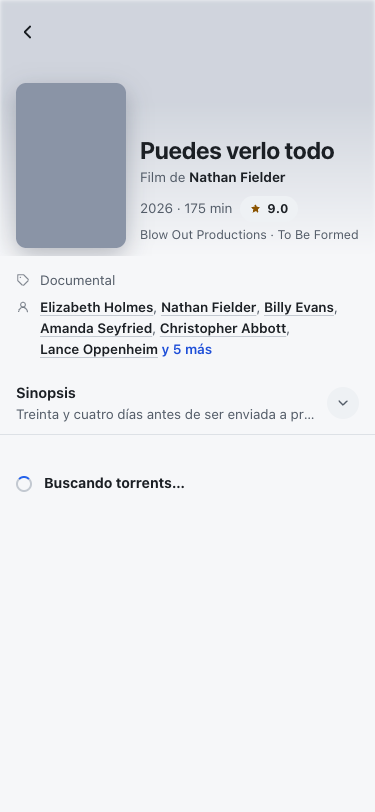 Puedes verlo todo
Film de Nathan Fielder
2026 · 175 min ★ 9.0
Blow Out Productions · To Be Formed
Documental
Elizabeth Holmes, Nathan Fielder, Billy Evans,
Amanda Seyfried, Christopher Abbott,
Lance Oppenheim y 5 más
Sinopsis
Treinta y cuatro días antes de ser enviada a pr...
Buscando torrents...